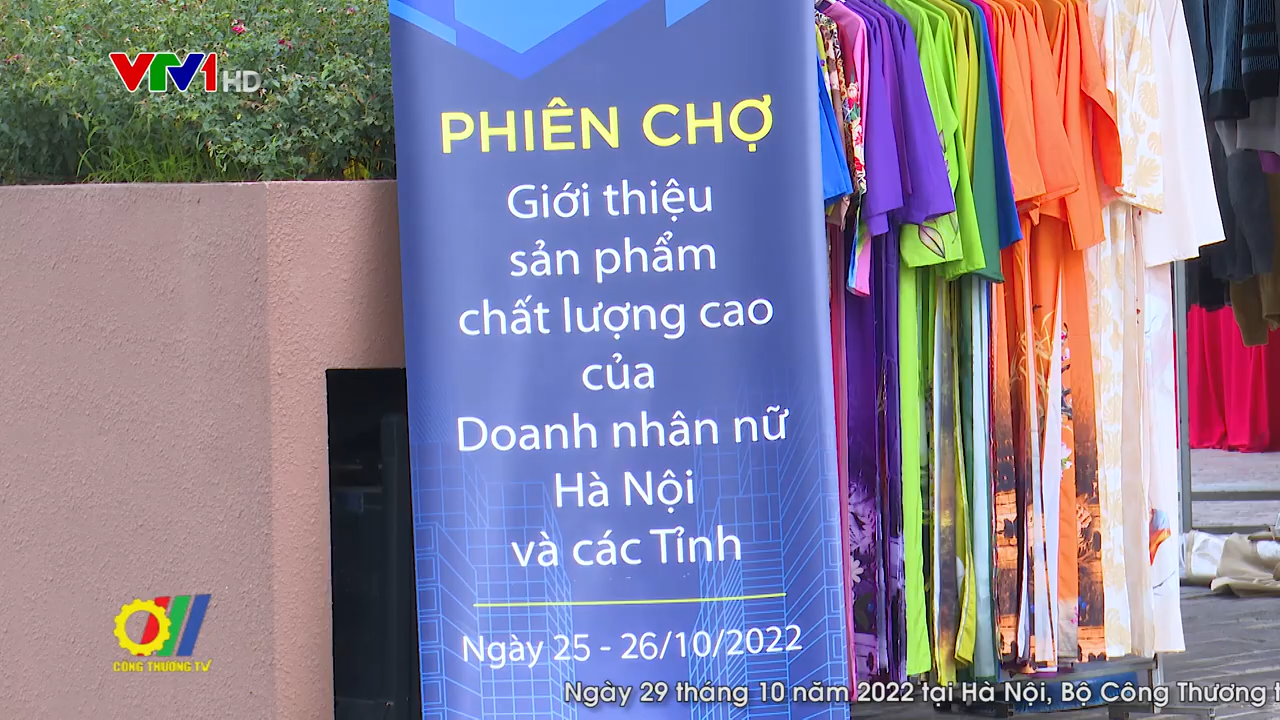 VTV1 HD
PHIÊN CHỢ
Giới thiệu
sản phẩm
chất lượng cao
của
Doanh nhân nữ
Hà Nội
và các Tỉnh
Ngày 25 - 26/10/2022
CÔNG THƯƠNG TV
Ngày 29 tháng 10 năm 2022 tại Hà Nội, Bộ Công Thương